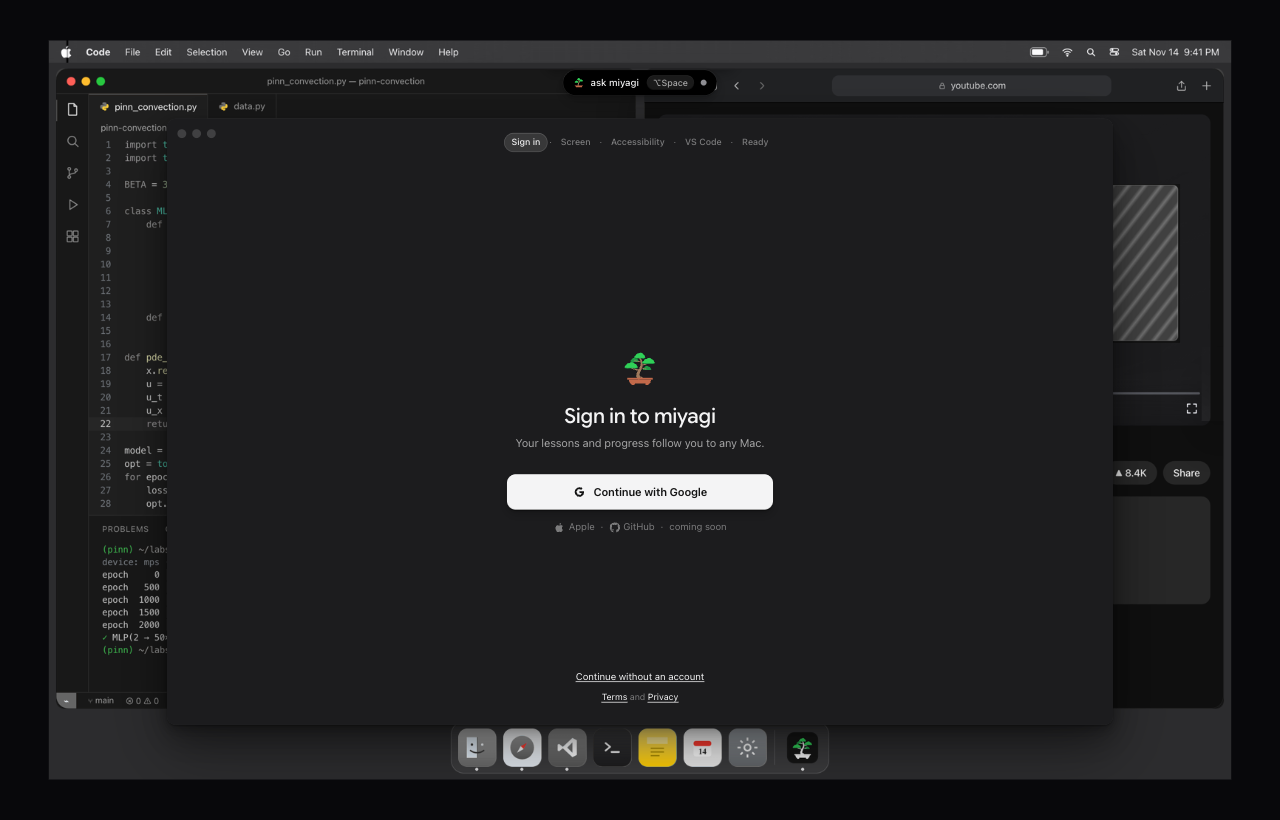 Code File Edit Selection View Go Run Terminal Window Help
Sat Nov 14 9:41 PM
pinn_convection.py — pinn-convection
ask miyagi ⌥Space
youtube.com
pinn_convection.py data.py
pinn-convection
Sign in · Screen · Accessibility · VS Code · Ready
1 import t
2 import t
3
4 BETA = 3
5
6 class ML
7 def
8
9
10
11
12
13
14 def
15
16
17 def pde_
18 x.re
19 u =
20 u_t
21 u_x
22 retu
23
24 model =
25 opt = to
26 for epoc
27 loss
28 opt.
Sign in to miyagi
Your lessons and progress follow you to any Mac.
Continue with Google
Apple · GitHub · coming soon
8.4K Share
PROBLEMS
(pinn) ~/labs
device: mps
epoch 0
epoch 500
epoch 1000
epoch 1500
epoch 2000
✓ MLP(2 → 50
(pinn) ~/labs
Continue without an account
Terms and Privacy
main 0 0
14